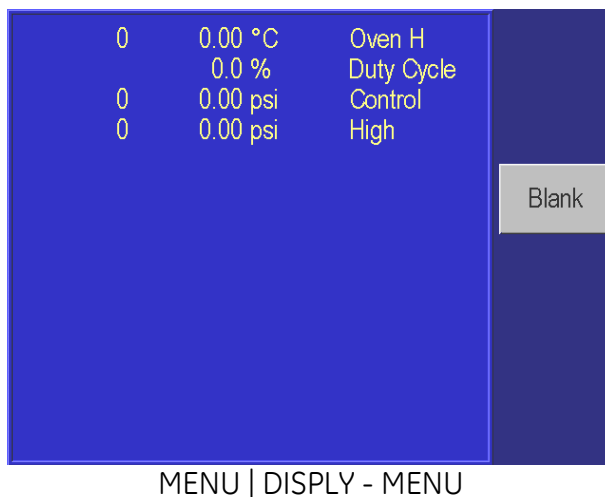 0 0.00 °C Oven H
0.0 % Duty Cycle
0 0.00 psi Control
0 0.00 psi High
Blank
MENU | DISPLY - MENU